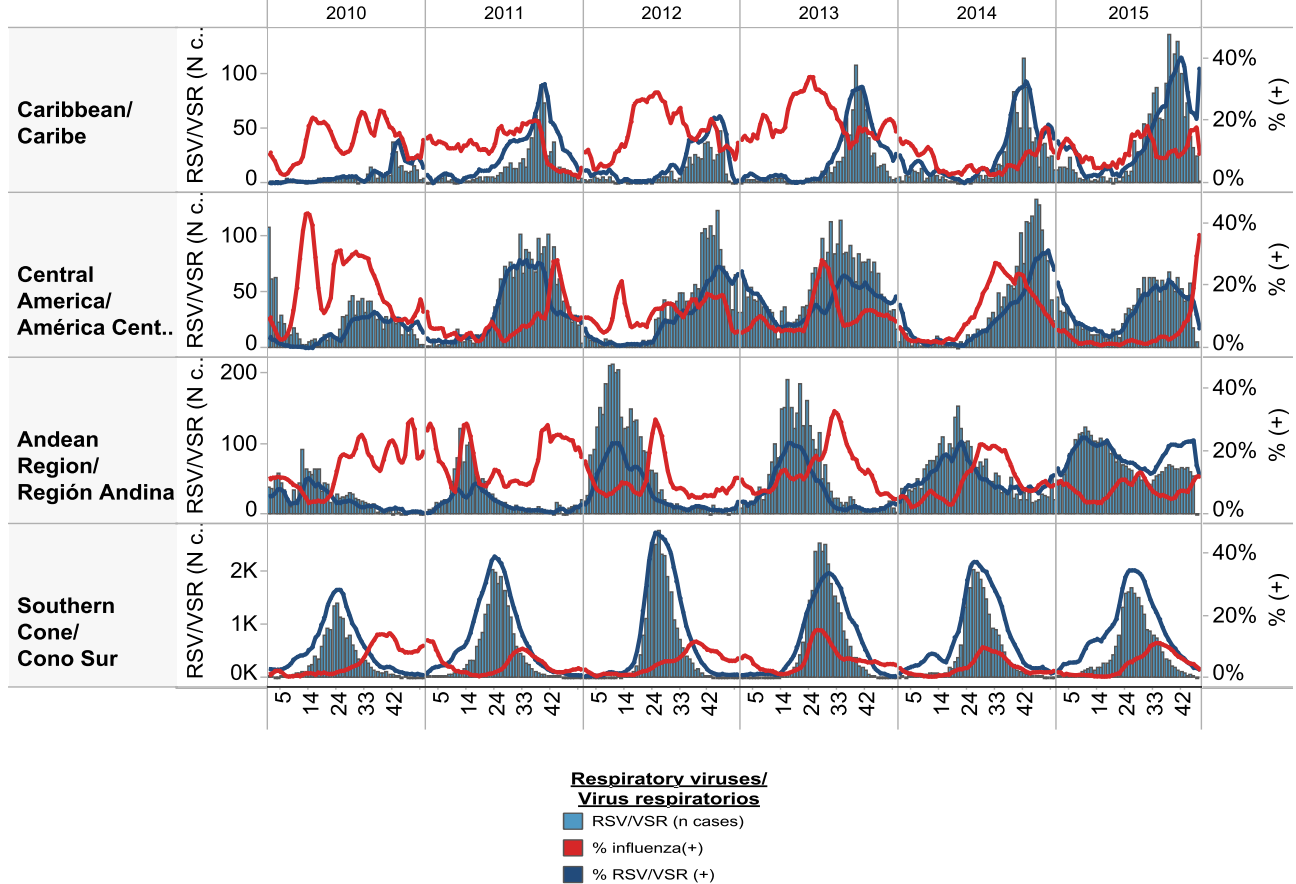 2010 2011 2012 2013 2014 2015
Caribbean/
Caribe
RSV/VSR (N c..
100
50
0
40%
20%
0%
% (+)
Central
America/
América Cent..
RSV/VSR (N c..
100
50
0
40%
20%
0%
% (+)
Andean
Region/
Región Andina
RSV/VSR (N c..
200
100
0
40%
20%
0%
% (+)
Southern
Cone/
Cono Sur
RSV/VSR (N c..
2K
1K
0K
40%
20%
0%
% (+)
5 14 24 33 42 5 14 24 33 42 5 14 24 33 42 5 14 24 33 42 5 14 24 33 42 5 14 24 33 42
Respiratory viruses/
Virus respiratorios
RSV/VSR (n cases)
% influenza(+)
% RSV/VSR (+)